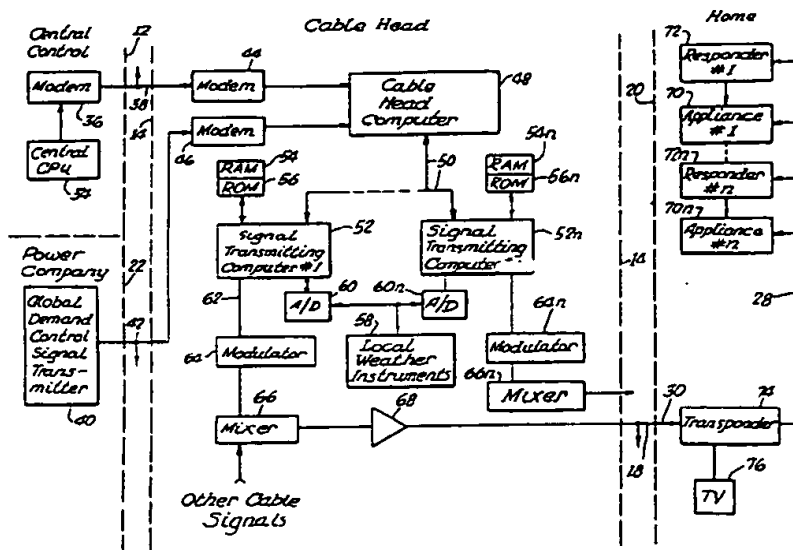 Central Control
Cable Head
Home
12
44
72
Modem
36
38
14
Modem
Cable Head Computer
48
Responder #1
20
70
Appliance #1
Central CPU
34
Modem
46
50
RAM
54
ROM
56
RAM
54n
ROM
56n
72n
Responder #n
70n
Appliance #n
Power Company
22
Signal Transmitting Computer #1
52
Signal Transmitting Computer
52n
Global Demand Control Signal Transmitter
40
42
62
A/D
60
60n
A/D
58
Local Weather Instruments
64
Modulator
64n
Modulator
66n
Mixer
28
66
Mixer
68
30
74
Transponder
18
76
TV
Other Cable Signals